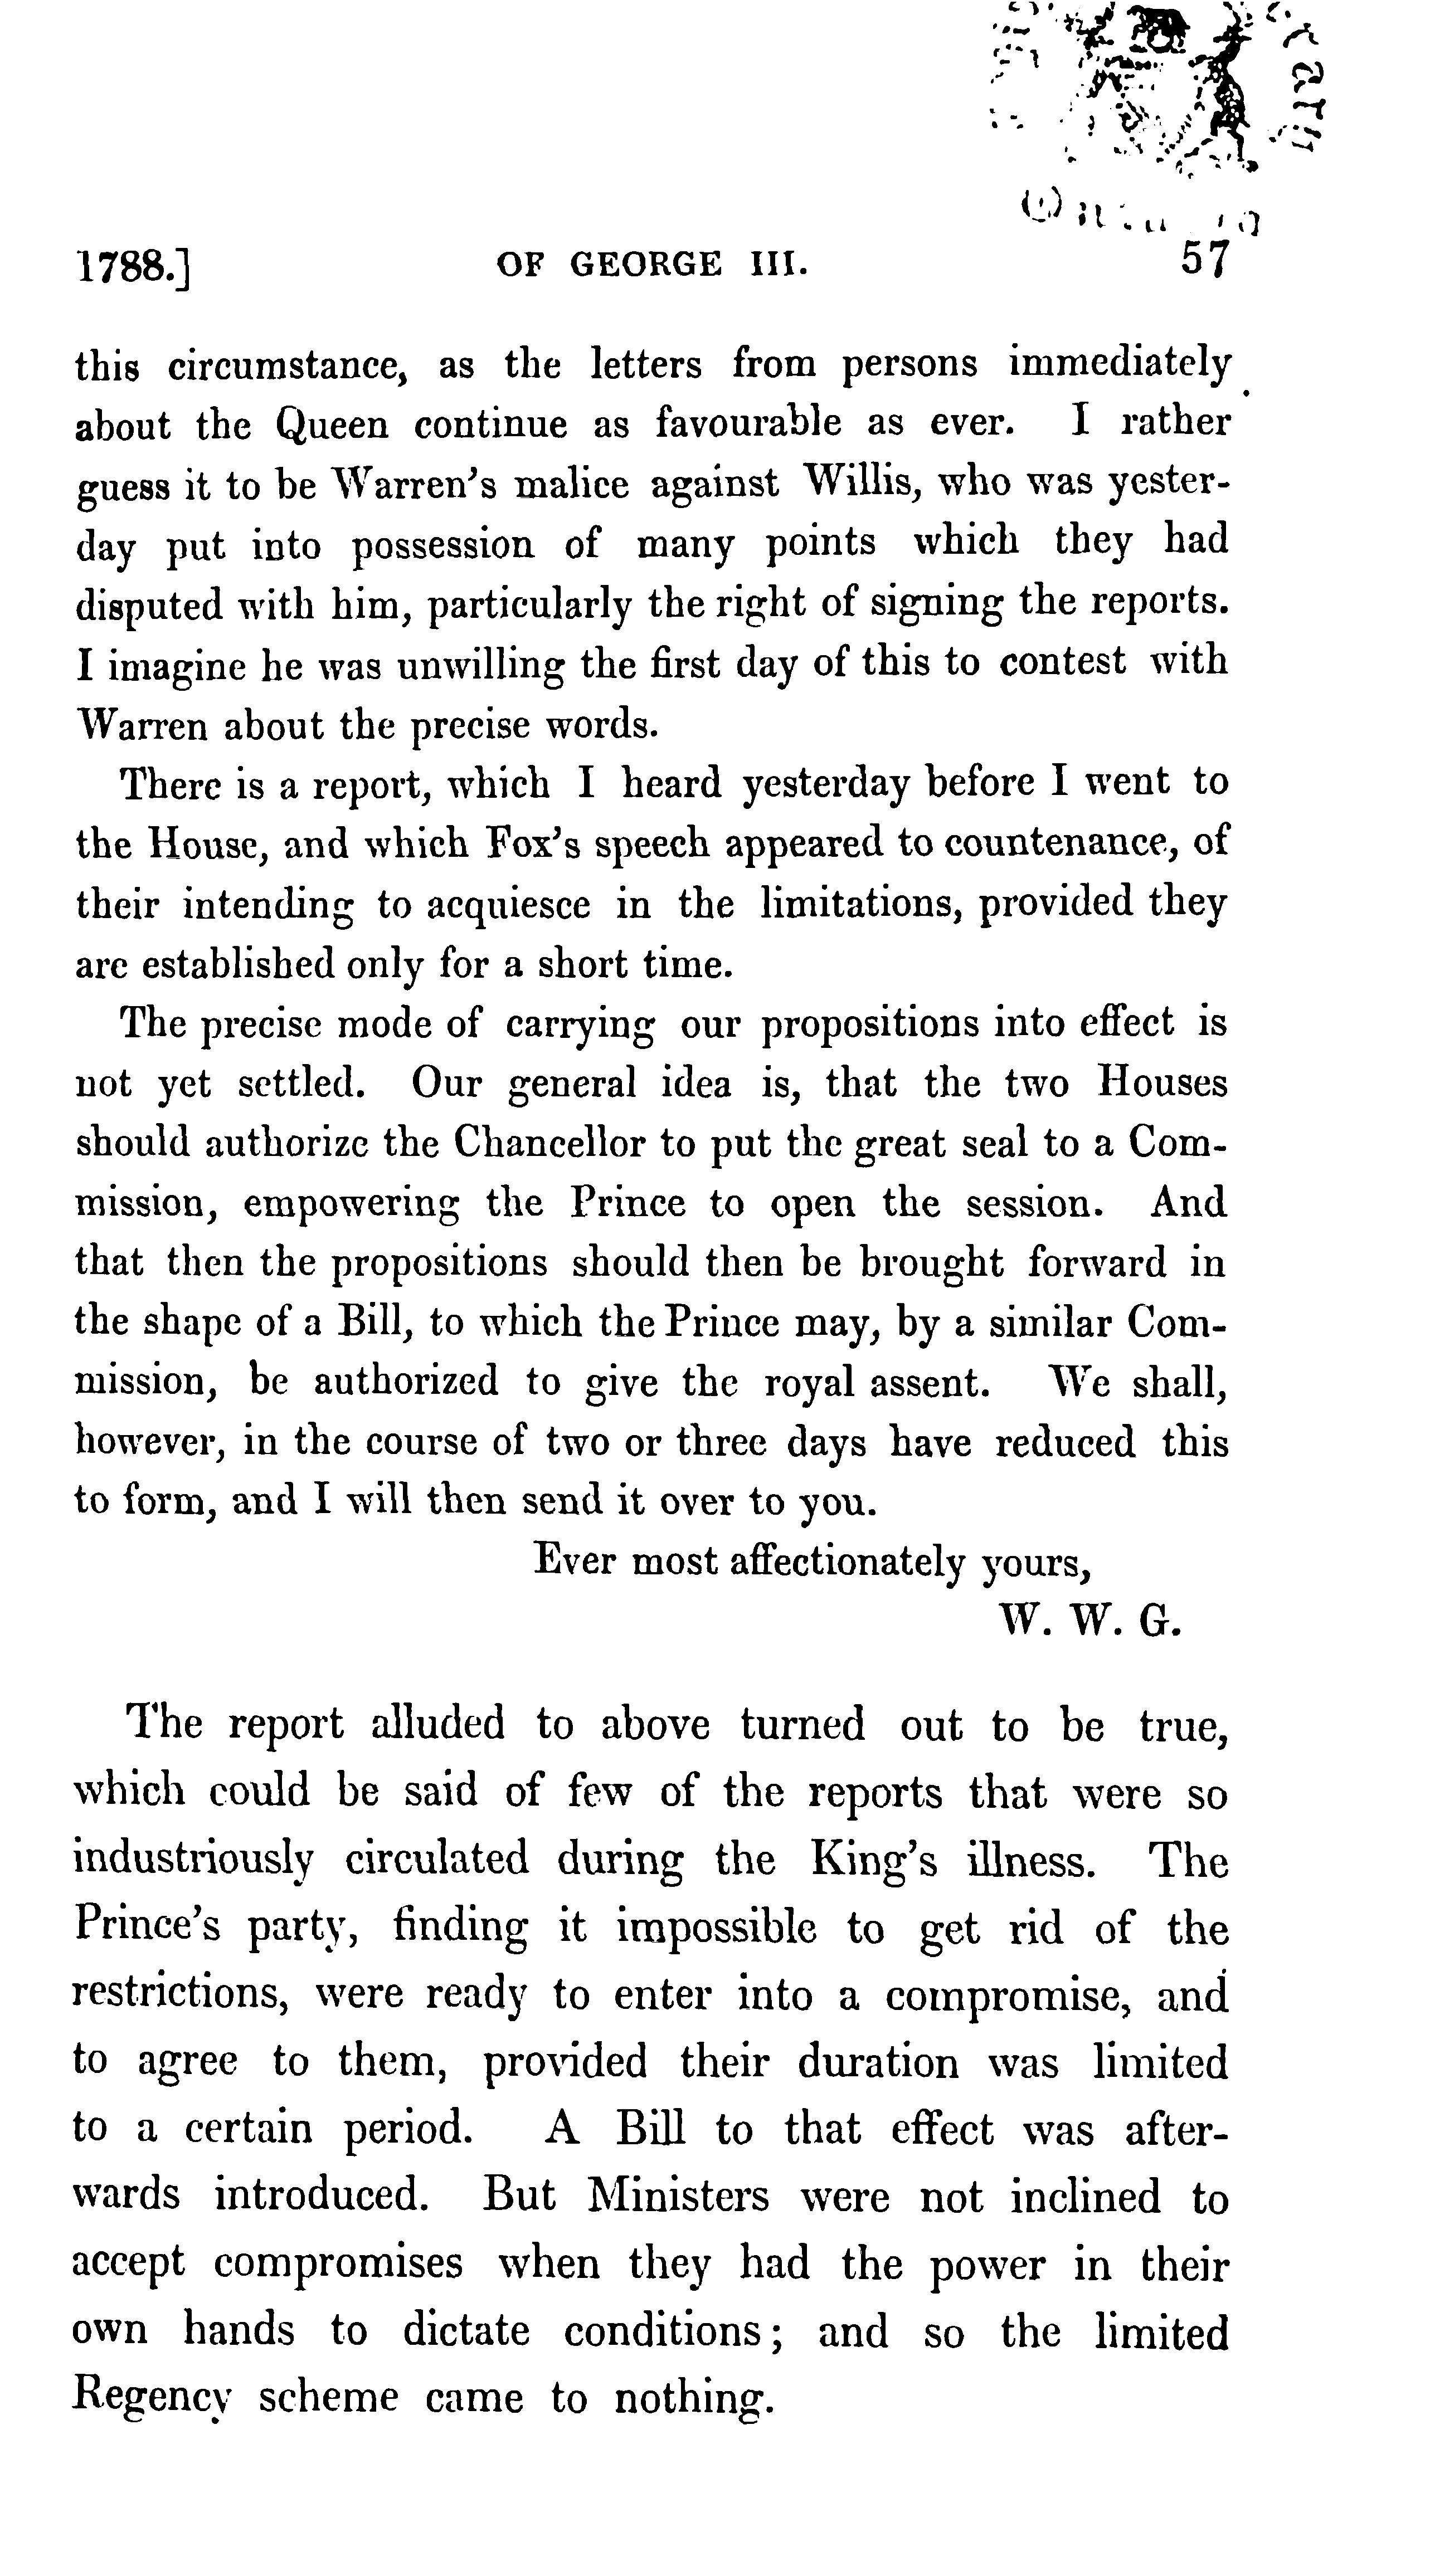 1788.] OF GEORGE III. 57
this circumstance, as the letters from persons immediately
about the Queen continue as favourable as ever. I rather
guess it to be Warren's malice against Willis, who was yester-
day put into possession of many points which they had
disputed with him, particularly the right of signing the reports.
I imagine he was unwilling the first day of this to contest with
Warren about the precise words.
There is a report, which I heard yesterday before I went to
the House, and which Fox's speech appeared to countenance, of
their intending to acquiesce in the limitations, provided they
are established only for a short time.
The precise mode of carrying our propositions into effect is
not yet settled. Our general idea is, that the two Houses
should authorize the Chancellor to put the great seal to a Com-
mission, empowering the Prince to open the session. And
that then the propositions should then be brought forward in
the shape of a Bill, to which the Prince may, by a similar Com-
mission, be authorized to give the royal assent. We shall,
however, in the course of two or three days have reduced this
to form, and I will then send it over to you.
Ever most affectionately yours,
W. W. G.
The report alluded to above turned out to be true,
which could be said of few of the reports that were so
industriously circulated during the King's illness. The
Prince's party, finding it impossible to get rid of the
restrictions, were ready to enter into a compromise, and
to agree to them, provided their duration was limited
to a certain period. A Bill to that effect was after-
wards introduced. But Ministers were not inclined to
accept compromises when they had the power in their
own hands to dictate conditions; and so the limited
Regency scheme came to nothing.